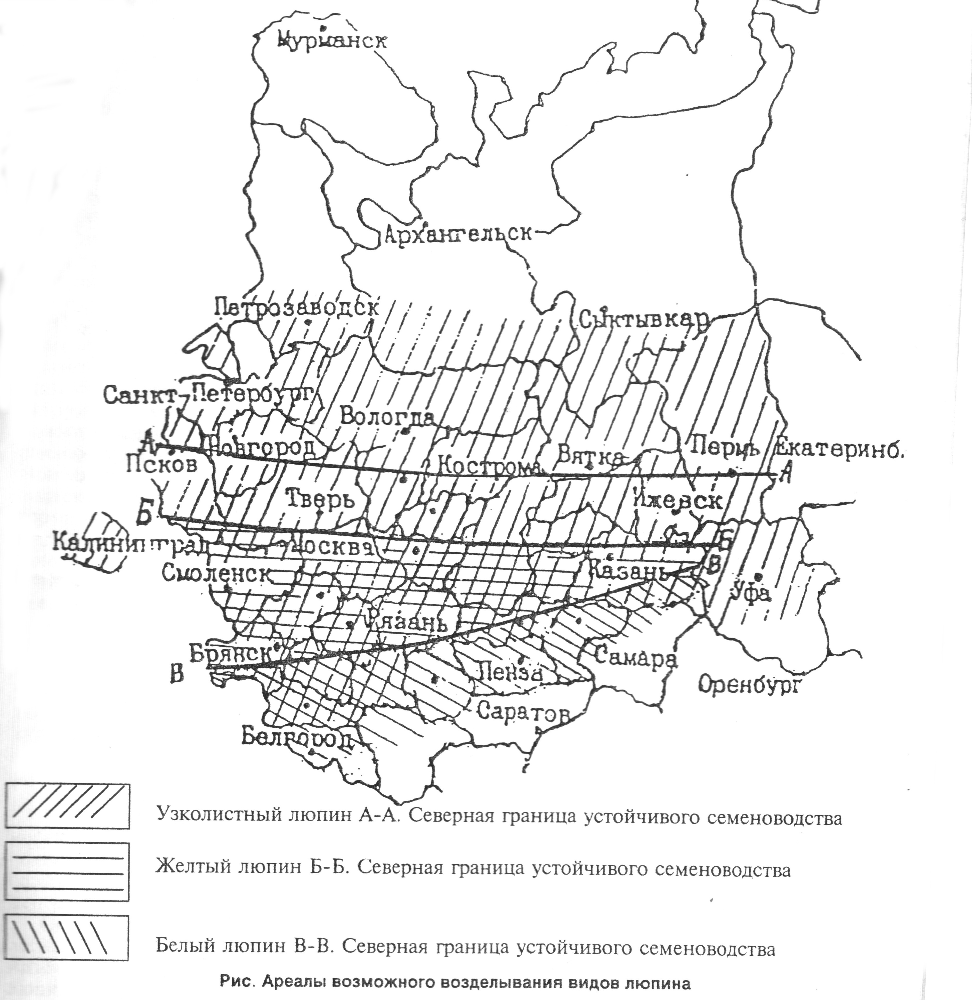 Мурманск
Архангельск
Петрозаводск
Сыктывкар
Санкт-Петербург
Вологда
А
Новгород
Вятка
Пермь
Екатеринб.
Псков
Кострома
А
Тверь
Ижевск
Б
Калининград
Москва
Б
Смоленск
Казань
В
Уфа
Рязань
Брянск
Самара
В
Пенза
Оренбург
Саратов
Белгород
Узколистный люпин А-А. Северная граница устойчивого семеноводства
Желтый люпин Б-Б. Северная граница устойчивого семеноводства
Белый люпин В-В. Северная граница устойчивого семеноводства
Рис. Ареалы возможного возделывания видов люпина